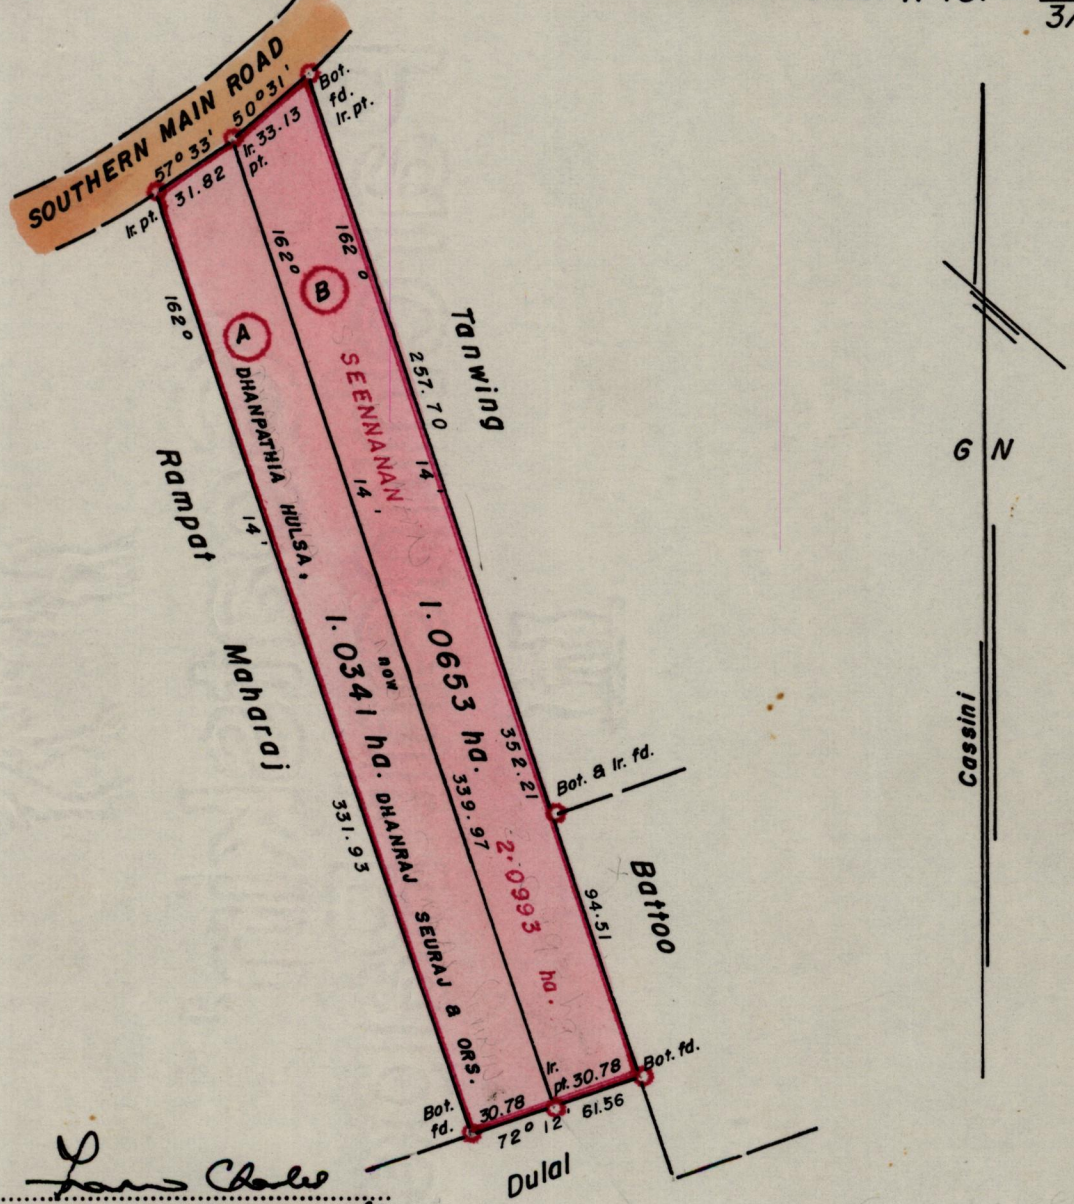 SOUTHERN MAIN ROAD
57° 33'
50° 31'
31.82
33.13
Ir. pt.
Ir. pt.
Bot. fd.
Ir. pt.
162°
162°
162°
A
B
SEENNANAN
DHANPATHIA HULSA.
Tanwing
257.70
14'
14'
14'
Rampat
Maharaj
1.0653 ha.
now
1.0341 ha.
DHANRAJ SEURAJ & ORS.
352.21
339.97
331.93
Bot. & Ir. fd.
2.0993 ha.
94.51
Battoo
Ir. pt.
30.78
Bot. fd.
Bot. fd.
30.78
72° 12'
61.56
Dulal
G N
Cassini